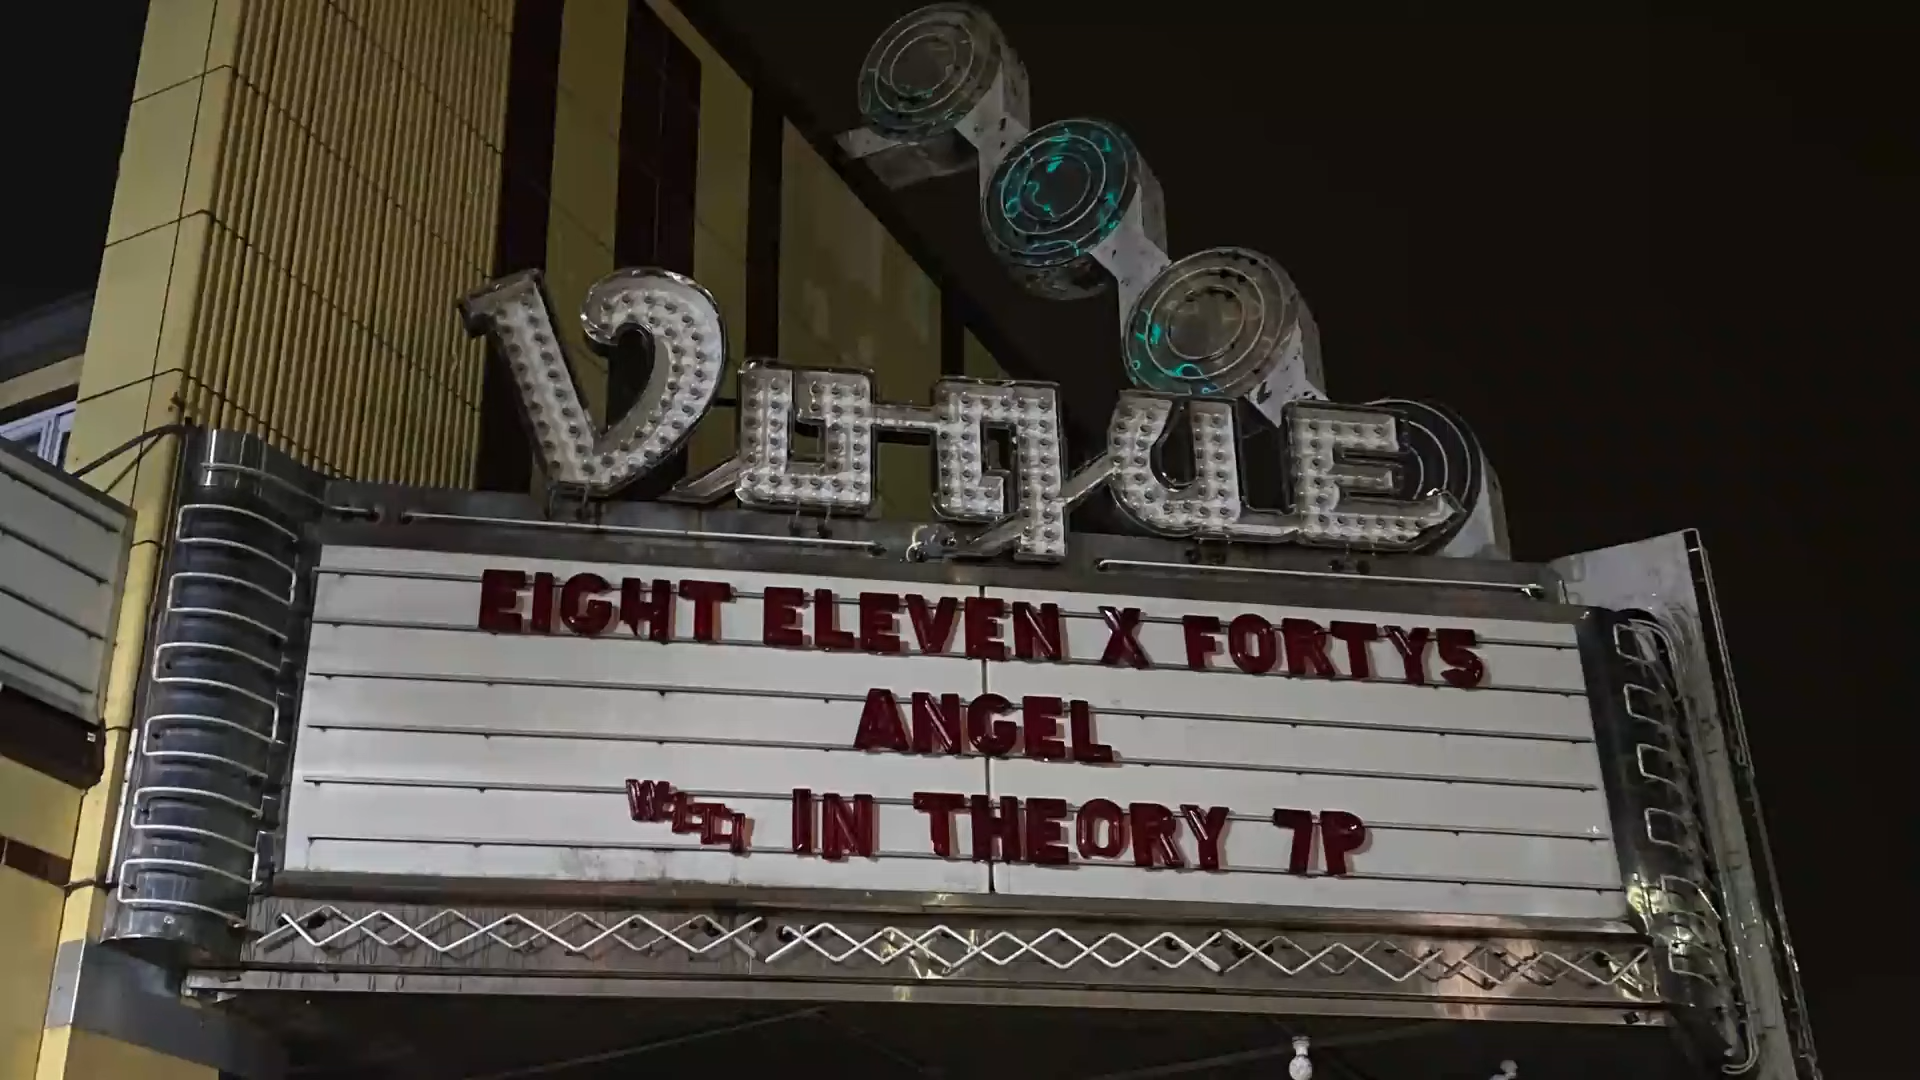 VOGUE
EIGHT ELEVEN X FORTY5
ANGEL
IN THEORY 7P